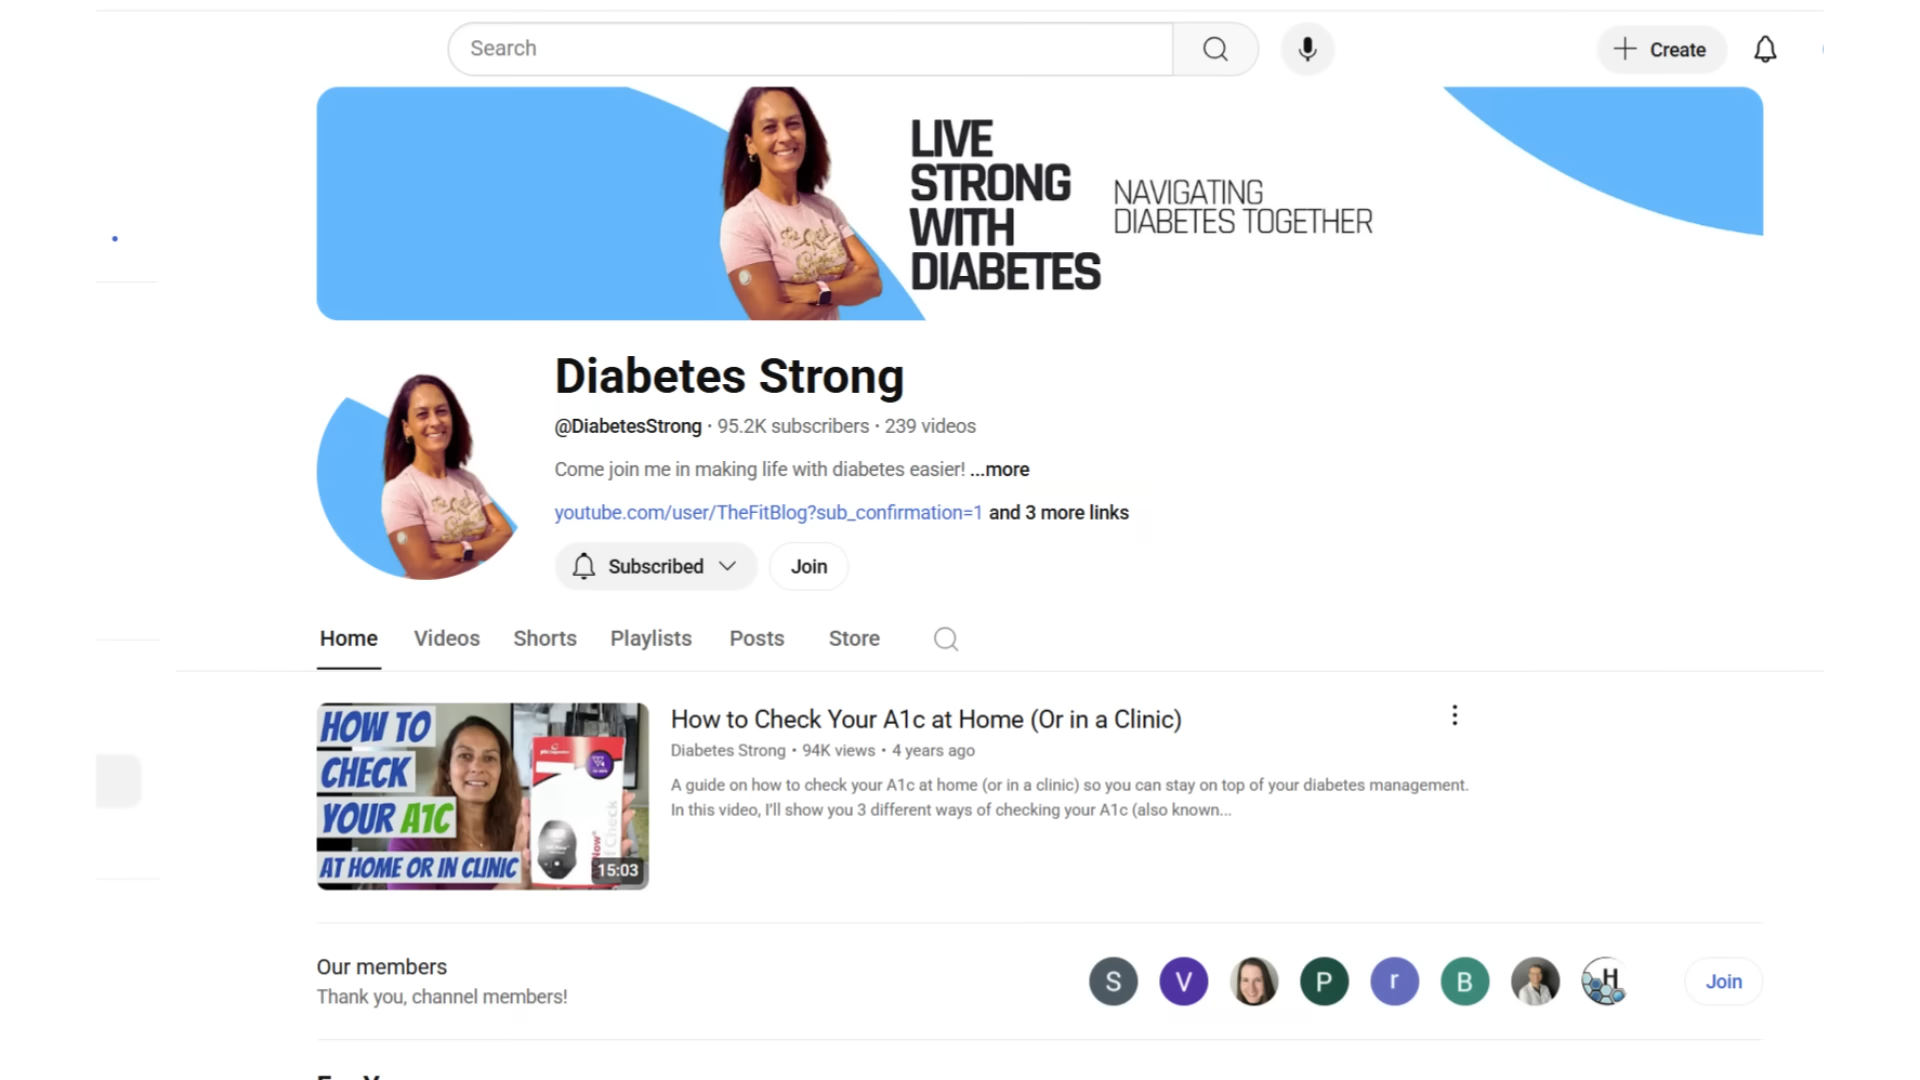 Search
Create
LIVE
STRONG
WITH
DIABETES
NAVIGATING
DIABETES TOGETHER
Diabetes Strong
@DiabetesStrong · 95.2K subscribers · 239 videos
Come join me in making life with diabetes easier! ...more
youtube.com/user/TheFitBlog?sub_confirmation=1 and 3 more links
Subscribed
Join
Home Videos Shorts Playlists Posts Store
HOW TO
CHECK
YOUR A1C
AT HOME OR IN CLINIC
Now
Check
15:03
How to Check Your A1c at Home (Or in a Clinic)
Diabetes Strong • 94K views • 4 years ago
A guide on how to check your A1c at home (or in a clinic) so you can stay on top of your diabetes management.
In this video, I'll show you 3 different ways of checking your A1c (also known...
Our members
Thank you, channel members!
S V P r B H
Join